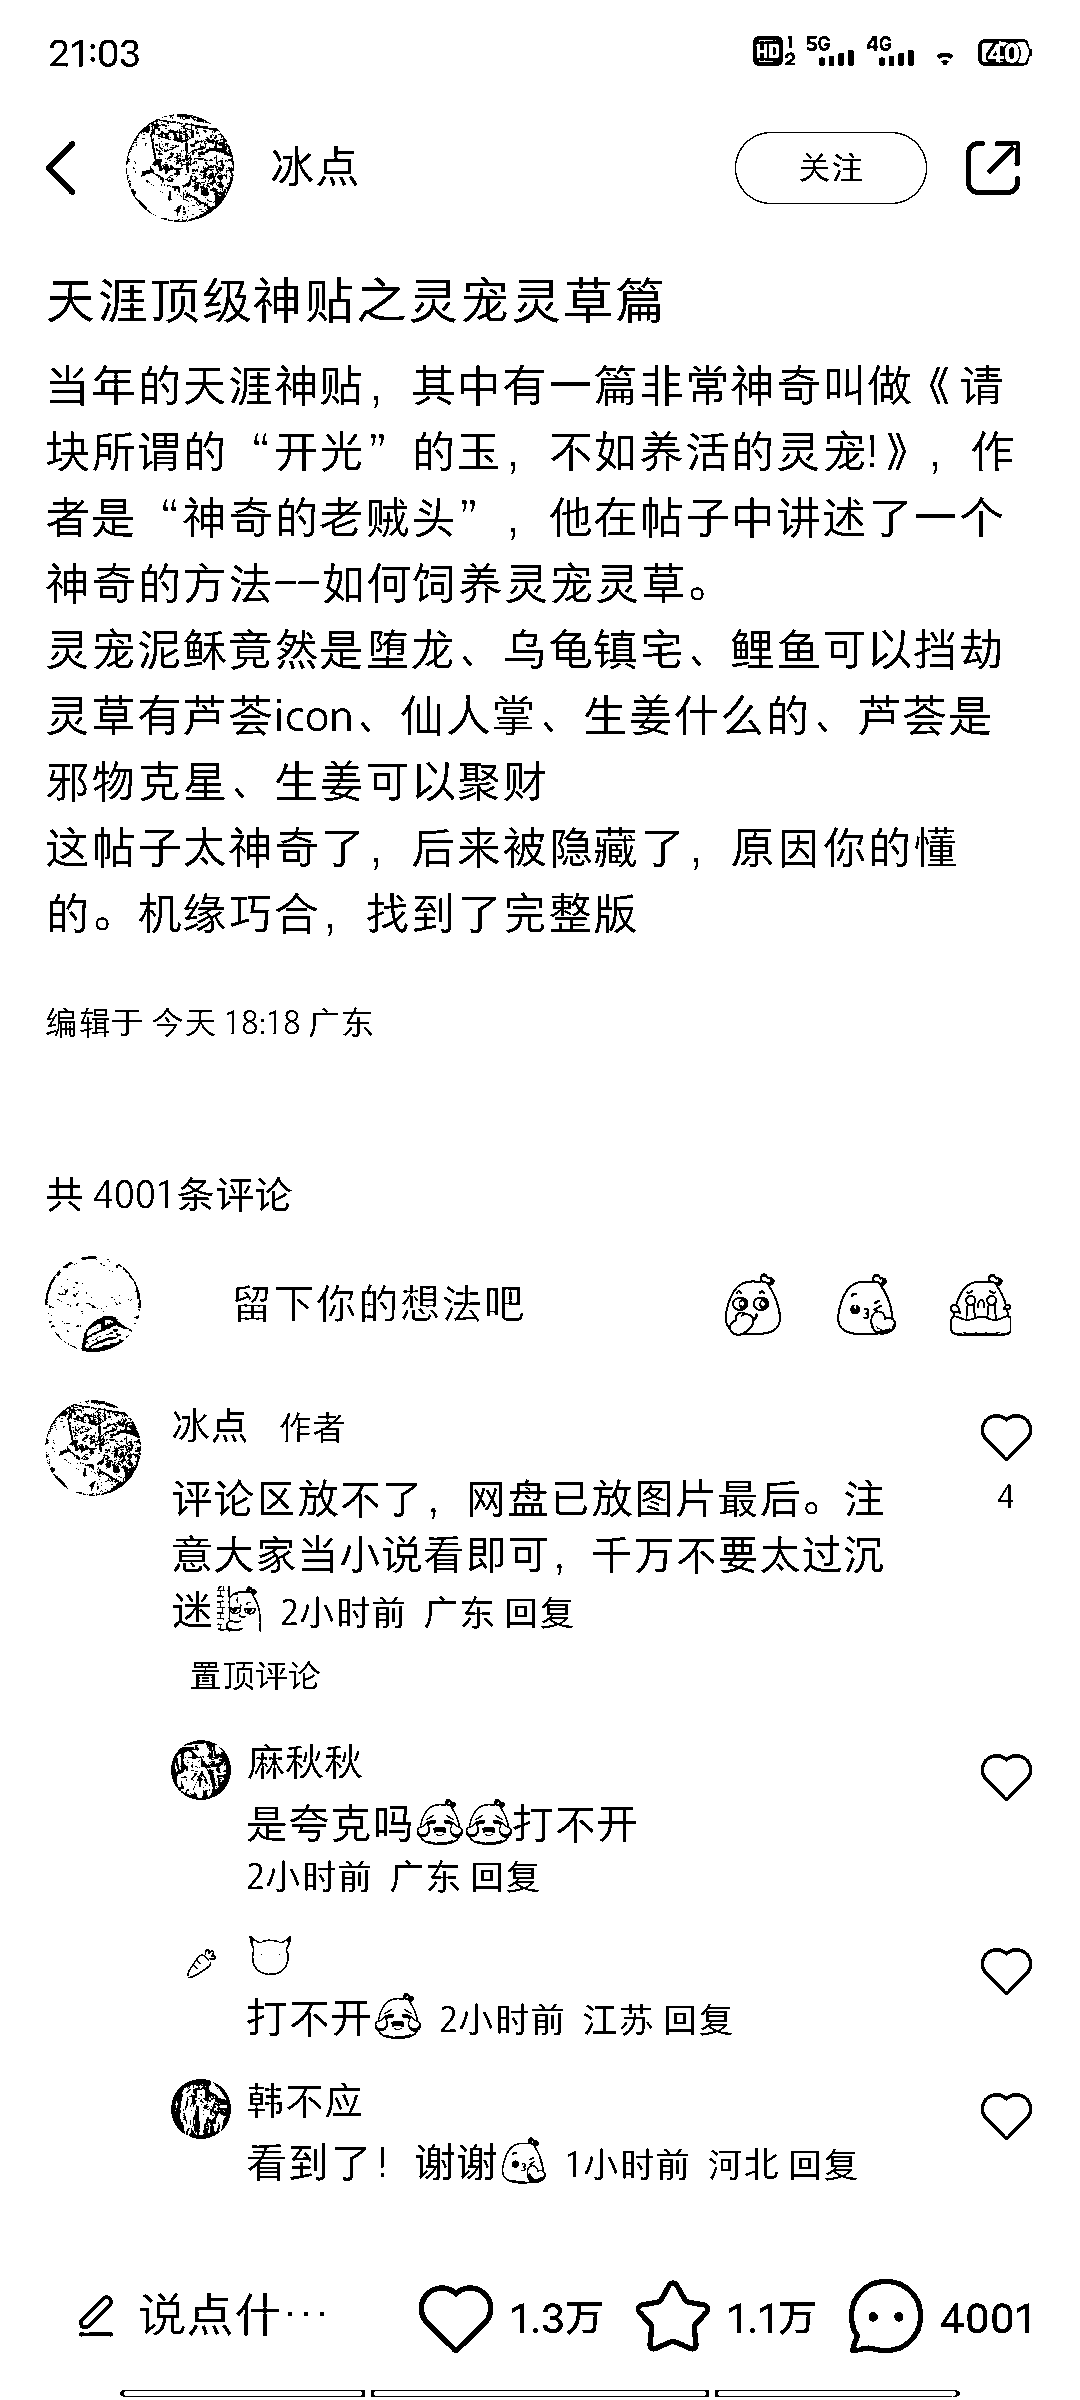 21:03
HD 1 2 5G 4G 40
冰点
关注
天涯顶级神贴之灵宠灵草篇
当年的天涯神贴，其中有一篇非常神奇叫做《请
块所谓的“开光”的玉，不如养活的灵宠!》，作
者是“神奇的老贼头”，他在帖子中讲述了一个
神奇的方法--如何饲养灵宠灵草。
灵宠泥鳅竟然是堕龙、乌龟镇宅、鲤鱼可以挡劫
灵草有芦荟icon、仙人掌、生姜什么的、芦荟是
邪物克星、生姜可以聚财
这帖子太神奇了，后来被隐藏了，原因你的懂
的。机缘巧合，找到了完整版
编辑于 今天 18:18 广东
共 4001条评论
留下你的想法吧
冰点 作者
评论区放不了，网盘已放图片最后。注
4
意大家当小说看即可，千万不要太过沉
迷 2小时前 广东 回复
置顶评论
麻秋秋
是夸克吗打不开
2小时前 广东 回复
打不开 2小时前 江苏 回复
韩不应
看到了！谢谢 1小时前 河北 回复
说点什… 1.3万 1.1万 4001